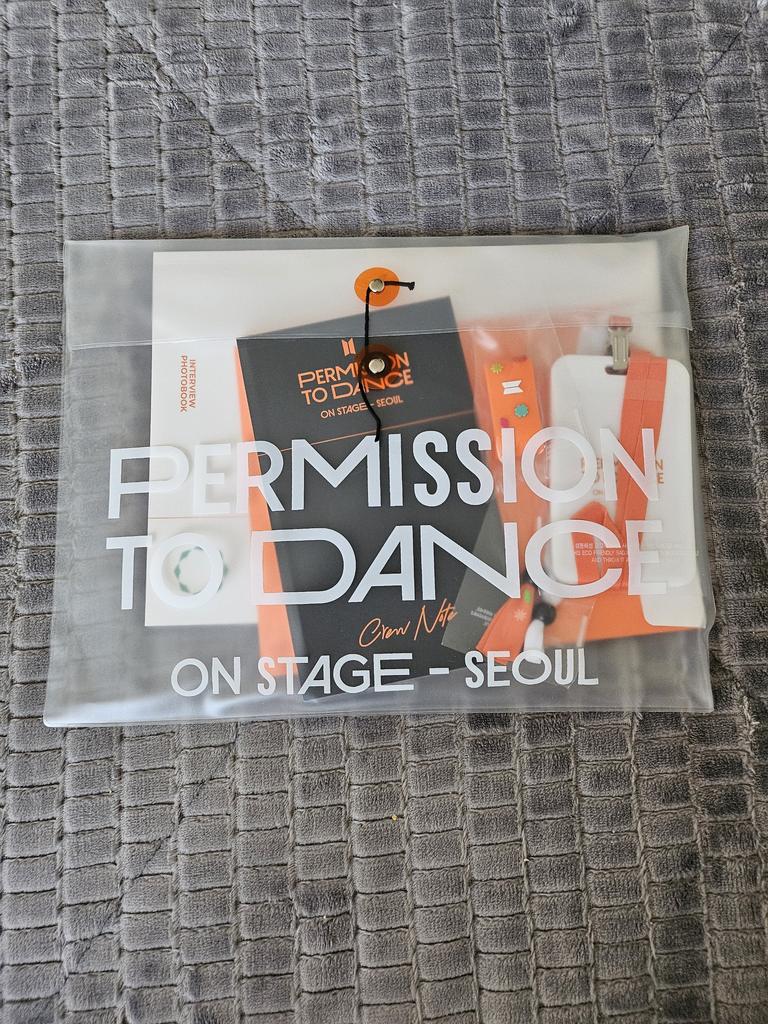 INTERVIEW
PHOTOBOOK
PERMISSION
TO DANCE
ON STAGE - SEOUL
PERMISSION
TO DANCE
Crew Note
ON STAGE - SEOUL